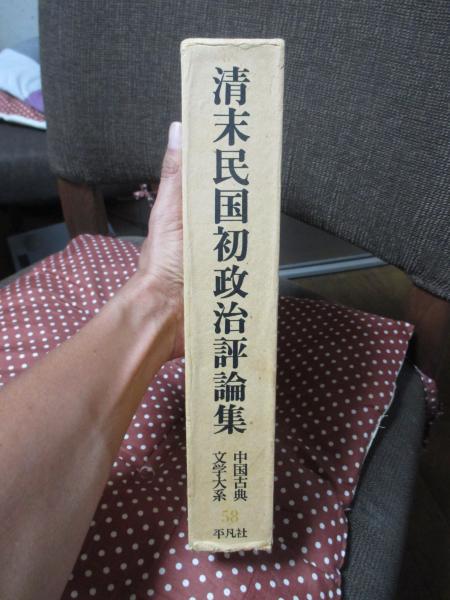 清末民国初政治評論集
中国古典
文学大系
58
平凡社